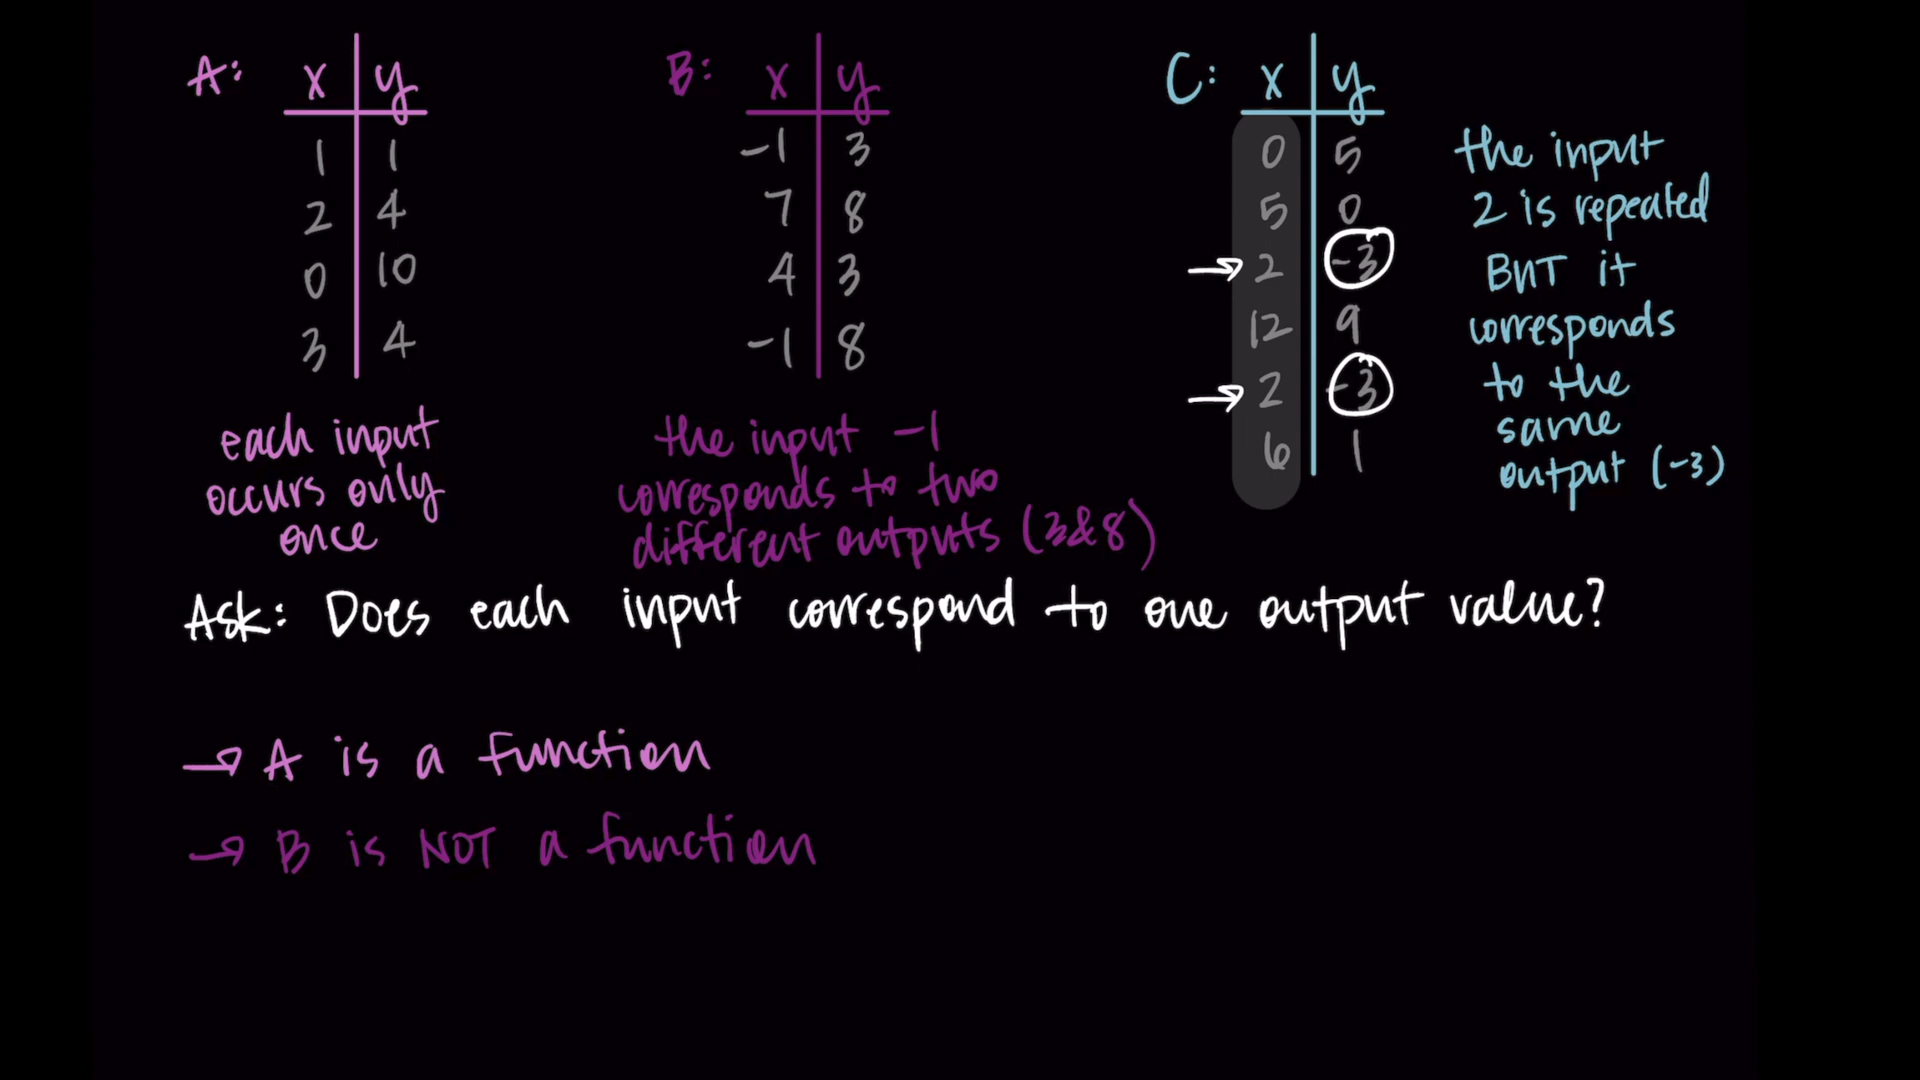 A: x y
1 1
2 4
0 10
3 4
each input
occurs only
once
B: x y
-1 3
7 8
4 3
-1 8
the input -1
corresponds to two
different outputs (3&8)
C: x y
0 5
5 0
→ 2 -3
12 9
→ 2 -3
6 1
the input
2 is repeated
BUT it
corresponds
to the
same
output (-3)
Ask: Does each input correspond to one output value?
→ A is a function
→ B is NOT a function